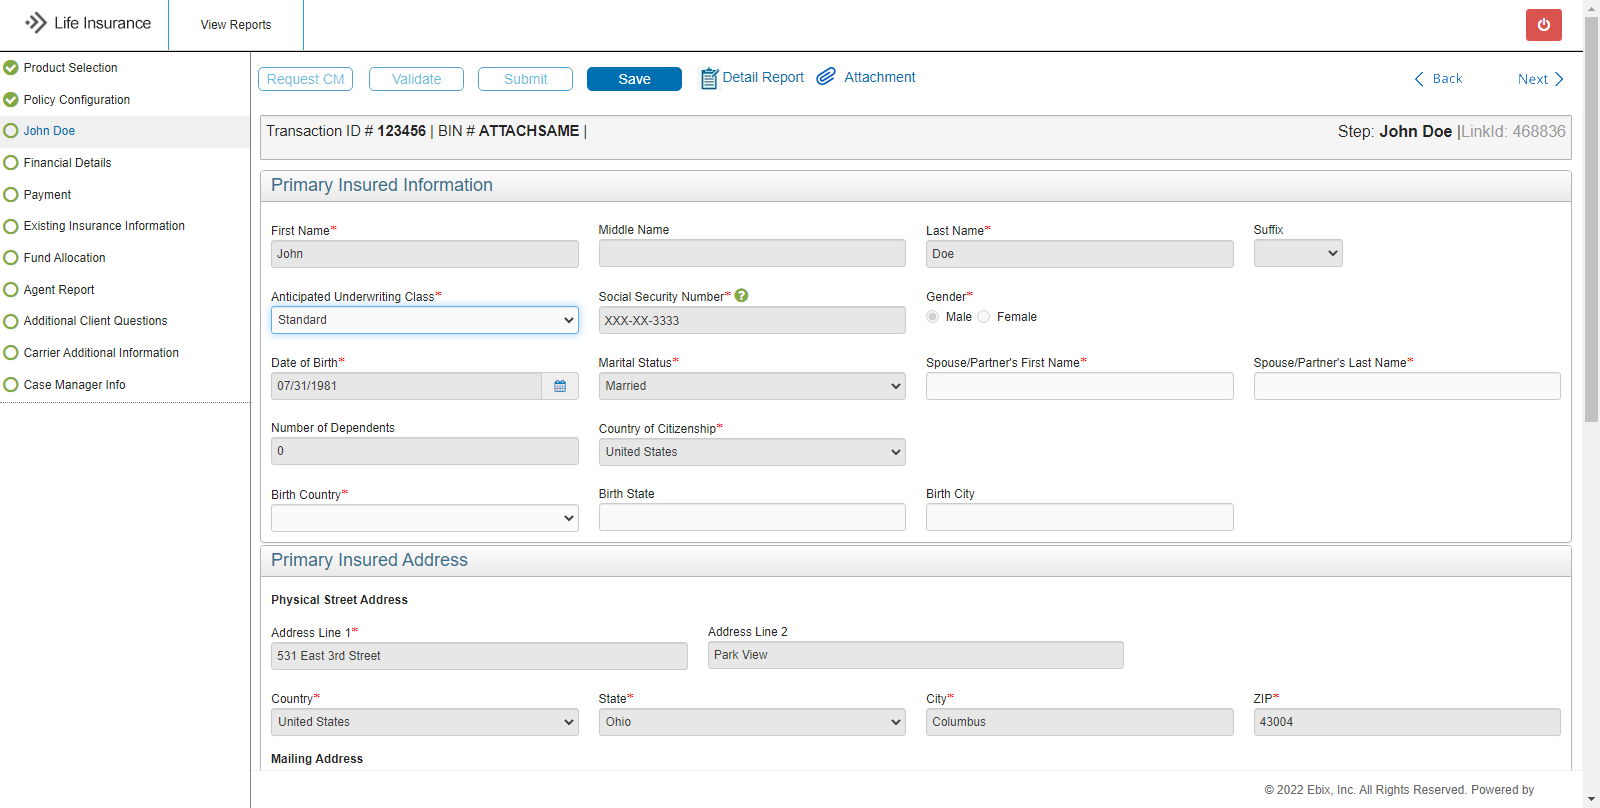 Life Insurance
View Reports
Product Selection
Policy Configuration
John Doe
Financial Details
Payment
Existing Insurance Information
Fund Allocation
Agent Report
Additional Client Questions
Carrier Additional Information
Case Manager Info
Request CM Validate Submit Save Detail Report Attachment Back Next
Transaction ID # 123456 | BIN # ATTACHSAME | Step: John Doe |LinkId: 468836
Primary Insured Information
First Name* Middle Name Last Name* Suffix
John Doe
Anticipated Underwriting Class* Social Security Number* ? Gender*
Standard XXX-XX-3333 Male Female
Date of Birth* Marital Status* Spouse/Partner's First Name* Spouse/Partner's Last Name*
07/31/1981 Married
Number of Dependents Country of Citizenship*
0 United States
Birth Country* Birth State Birth City
Primary Insured Address
Physical Street Address
Address Line 1* Address Line 2
531 East 3rd Street Park View
Country* State* City* ZIP*
United States Ohio Columbus 43004
Mailing Address
© 2022 Ebix, Inc. All Rights Reserved. Powered by